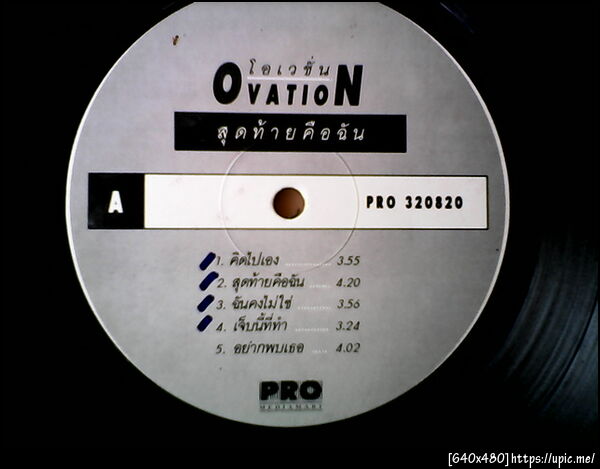 โอเวชั่น
OVATION
สุดท้ายคือฉัน
A PRO 320820
1. คิดไปเอง ............ 3.55
2. สุดท้ายคือฉัน ...... 4.20
3. ฉันคงไม่ใช่ ......... 3.56
4. เจ็บนี้ที่ทำ ......... 3.24
5. อย่ากพบเธอ ..... 4.02
PRO
MEDIAMART
[640x480]https://upic.me/